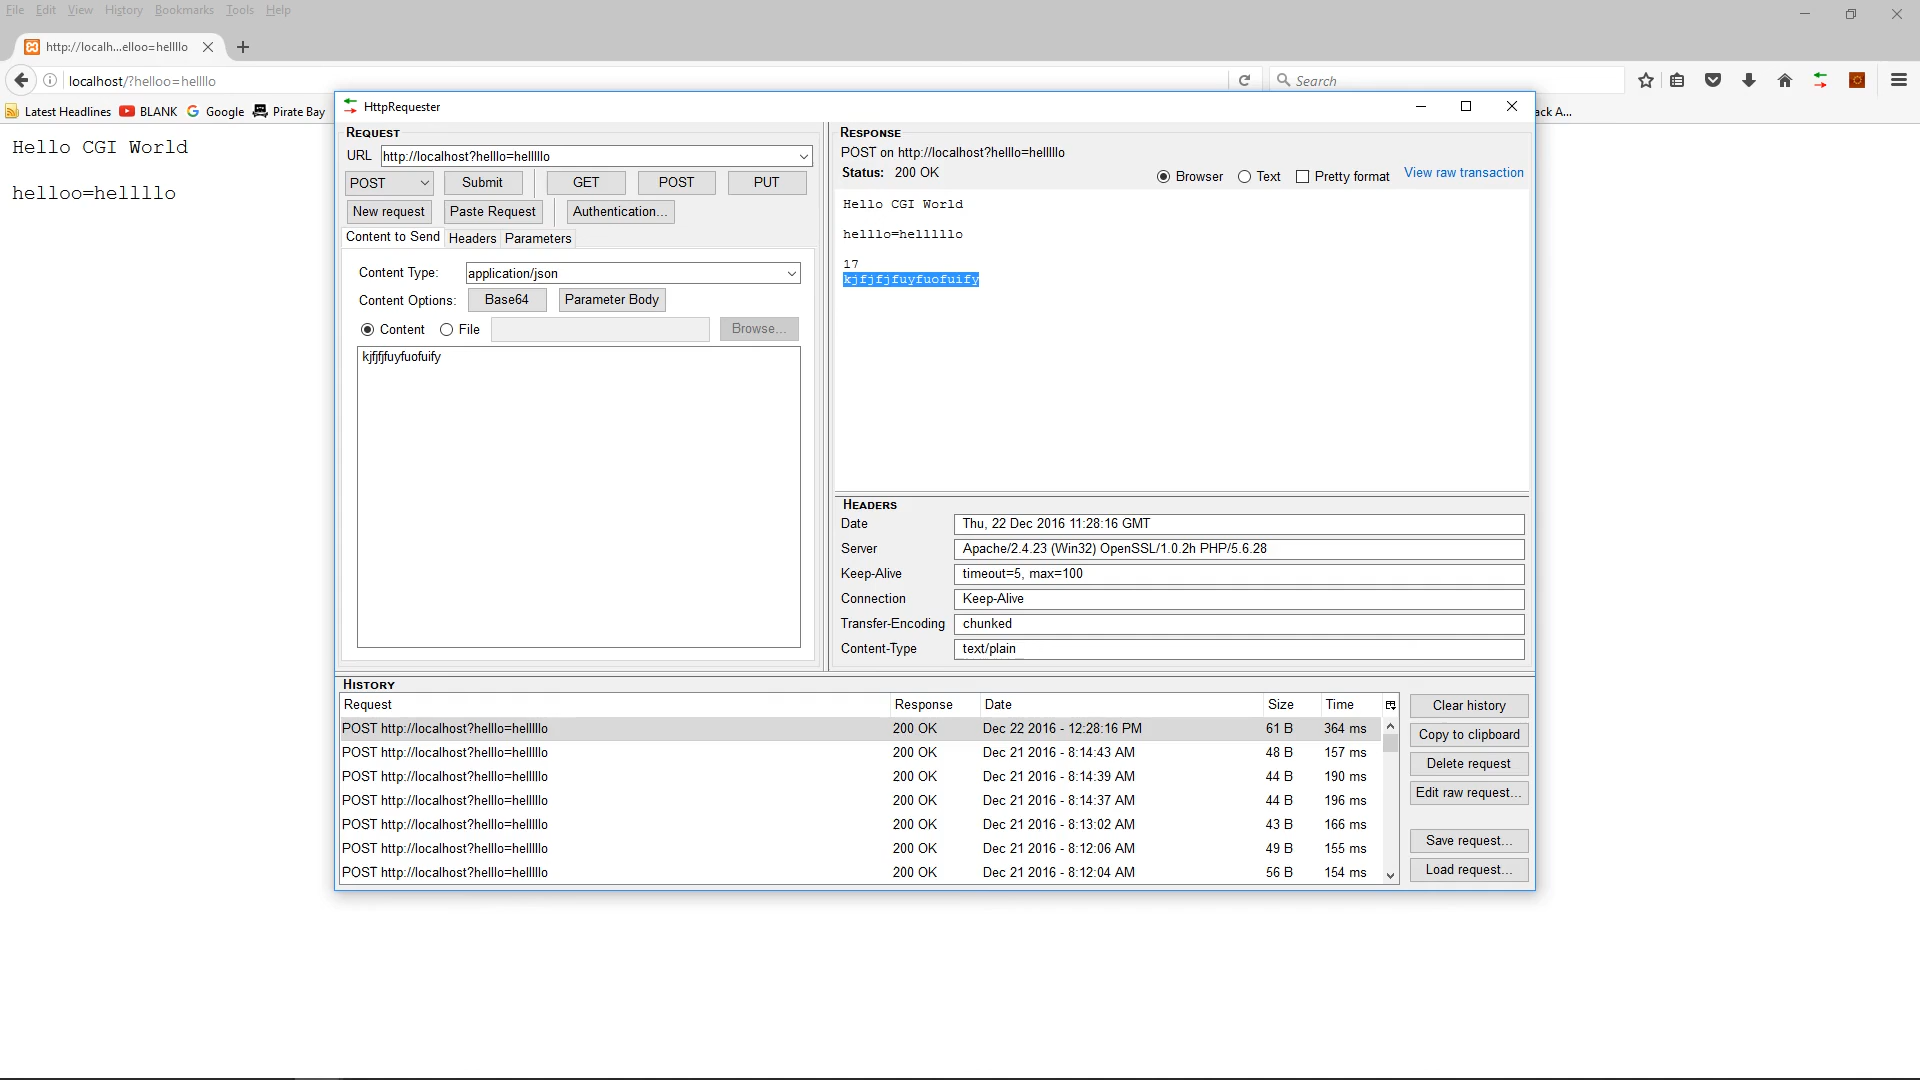 File Edit View History Bookmarks Tools Help
http://localh...elloo=hellllo
localhost/?helloo=hellllo
Search
Latest Headlines BLANK Google Pirate Bay
ack A...
Hello CGI World
helloo=hellllo
HttpRequester
REQUEST
URL http://localhost?helllo=helllllo
POST Submit GET POST PUT
New request Paste Request Authentication...
Content to Send Headers Parameters
Content Type: application/json
Content Options: Base64 Parameter Body
Content File Browse...
kjfjfjfuyfuofuify
RESPONSE
POST on http://localhost?helllo=helllllo
Status: 200 OK
Browser Text Pretty format View raw transaction
Hello CGI World
helllo=helllllo
17
kjfjfjfuyfuofuify
HEADERS
Date Thu, 22 Dec 2016 11:28:16 GMT
Server Apache/2.4.23 (Win32) OpenSSL/1.0.2h PHP/5.6.28
Keep-Alive timeout=5, max=100
Connection Keep-Alive
Transfer-Encoding chunked
Content-Type text/plain
HISTORY
Request Response Date Size Time
POST http://localhost?helllo=helllllo 200 OK Dec 22 2016 - 12:28:16 PM 61 B 364 ms
POST http://localhost?helllo=helllllo 200 OK Dec 21 2016 - 8:14:43 AM 48 B 157 ms
POST http://localhost?helllo=helllllo 200 OK Dec 21 2016 - 8:14:39 AM 44 B 190 ms
POST http://localhost?helllo=helllllo 200 OK Dec 21 2016 - 8:14:37 AM 44 B 196 ms
POST http://localhost?helllo=helllllo 200 OK Dec 21 2016 - 8:13:02 AM 43 B 166 ms
POST http://localhost?helllo=helllllo 200 OK Dec 21 2016 - 8:12:06 AM 49 B 155 ms
POST http://localhost?helllo=helllllo 200 OK Dec 21 2016 - 8:12:04 AM 56 B 154 ms
Clear history
Copy to clipboard
Delete request
Edit raw request...
Save request...
Load request...